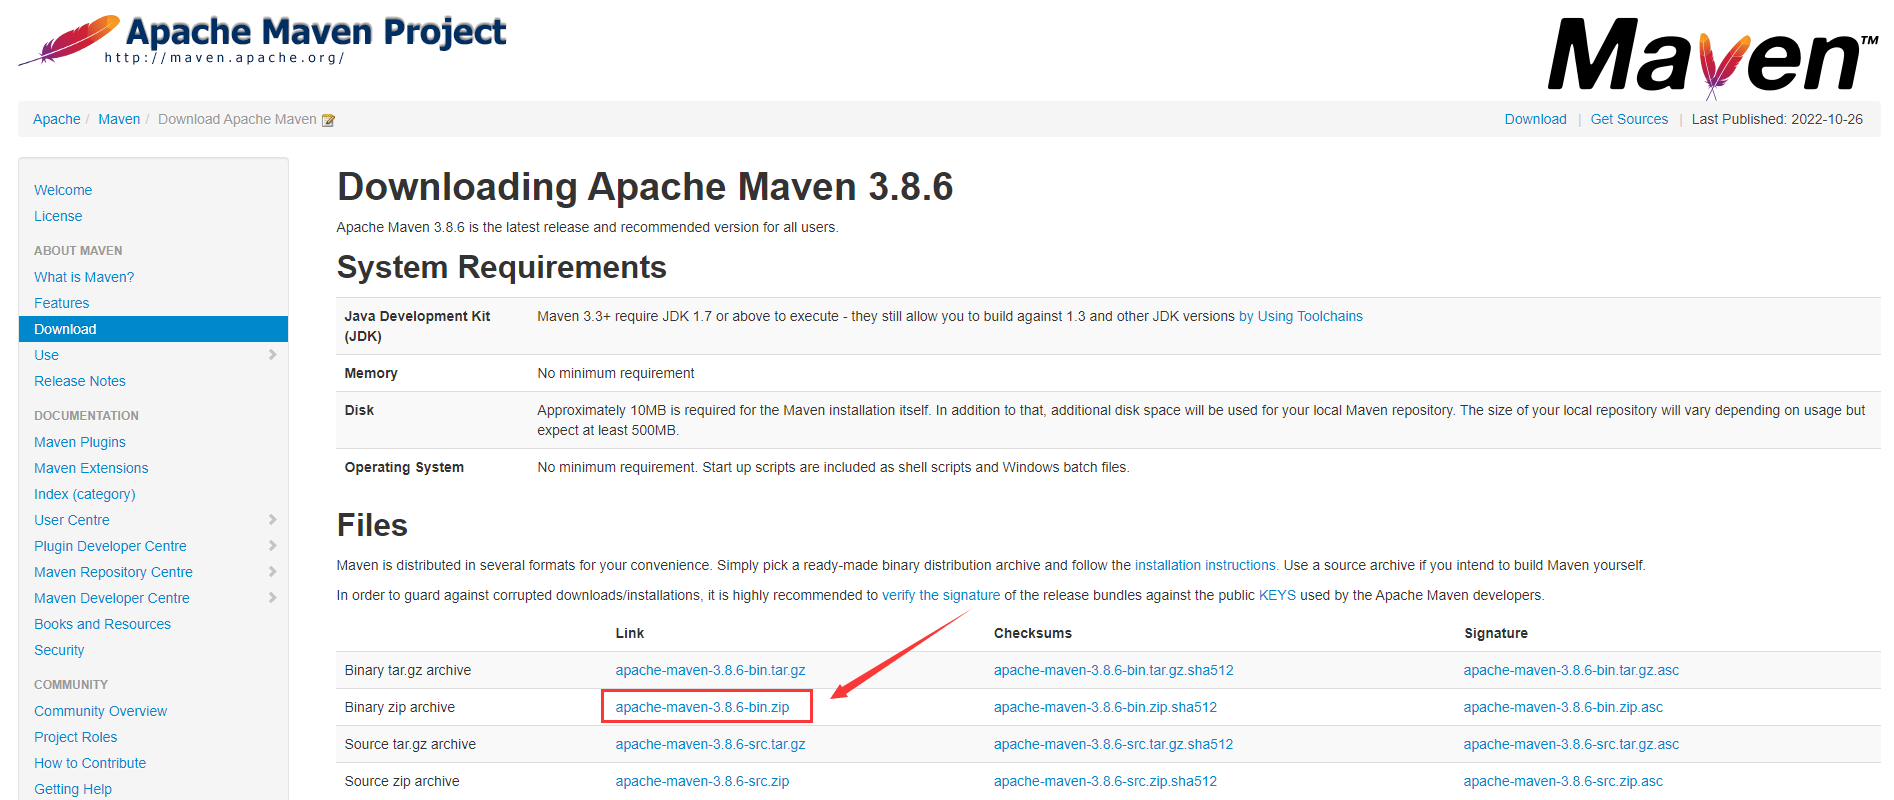 Apache Maven Project
http://maven.apache.org/
Maven™
Apache / Maven / Download Apache Maven
Download | Get Sources | Last Published: 2022-10-26
Welcome
License
ABOUT MAVEN
What is Maven?
Features
Download
Use
Release Notes
DOCUMENTATION
Maven Plugins
Maven Extensions
Index (category)
User Centre
Plugin Developer Centre
Maven Repository Centre
Maven Developer Centre
Books and Resources
Security
COMMUNITY
Community Overview
Project Roles
How to Contribute
Getting Help
Downloading Apache Maven 3.8.6
Apache Maven 3.8.6 is the latest release and recommended version for all users.
System Requirements
Java Development Kit
(JDK)
Maven 3.3+ require JDK 1.7 or above to execute - they still allow you to build against 1.3 and other JDK versions by Using Toolchains
Memory
No minimum requirement
Disk
Approximately 10MB is required for the Maven installation itself. In addition to that, additional disk space will be used for your local Maven repository. The size of your local repository will vary depending on usage but
expect at least 500MB.
Operating System
No minimum requirement. Start up scripts are included as shell scripts and Windows batch files.
Files
Maven is distributed in several formats for your convenience. Simply pick a ready-made binary distribution archive and follow the installation instructions. Use a source archive if you intend to build Maven yourself.
In order to guard against corrupted downloads/installations, it is highly recommended to verify the signature of the release bundles against the public KEYS used by the Apache Maven developers.
Link Checksums Signature
Binary tar.gz archive apache-maven-3.8.6-bin.tar.gz apache-maven-3.8.6-bin.tar.gz.sha512 apache-maven-3.8.6-bin.tar.gz.asc
Binary zip archive apache-maven-3.8.6-bin.zip apache-maven-3.8.6-bin.zip.sha512 apache-maven-3.8.6-bin.zip.asc
Source tar.gz archive apache-maven-3.8.6-src.tar.gz apache-maven-3.8.6-src.tar.gz.sha512 apache-maven-3.8.6-src.tar.gz.asc
Source zip archive apache-maven-3.8.6-src.zip apache-maven-3.8.6-src.zip.sha512 apache-maven-3.8.6-src.zip.asc